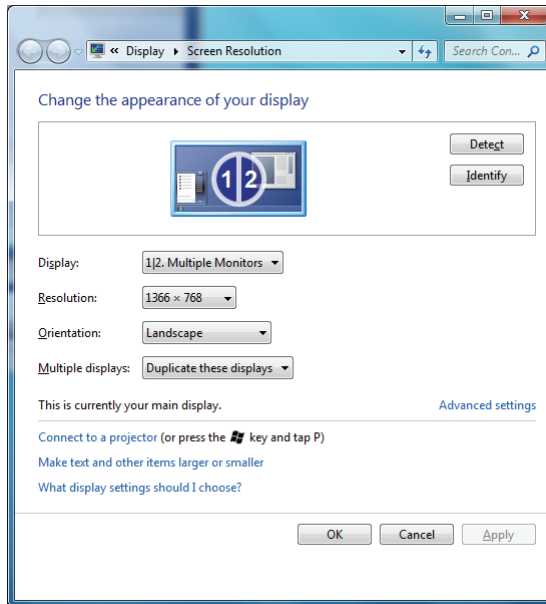 « Display ▸ Screen Resolution
Search Con...
Change the appearance of your display
1|2
Detect
Identify
Display: 1|2. Multiple Monitors
Resolution: 1366 × 768
Orientation: Landscape
Multiple displays: Duplicate these displays
This is currently your main display. Advanced settings
Connect to a projector (or press the key and tap P)
Make text and other items larger or smaller
What display settings should I choose?
OK Cancel Apply